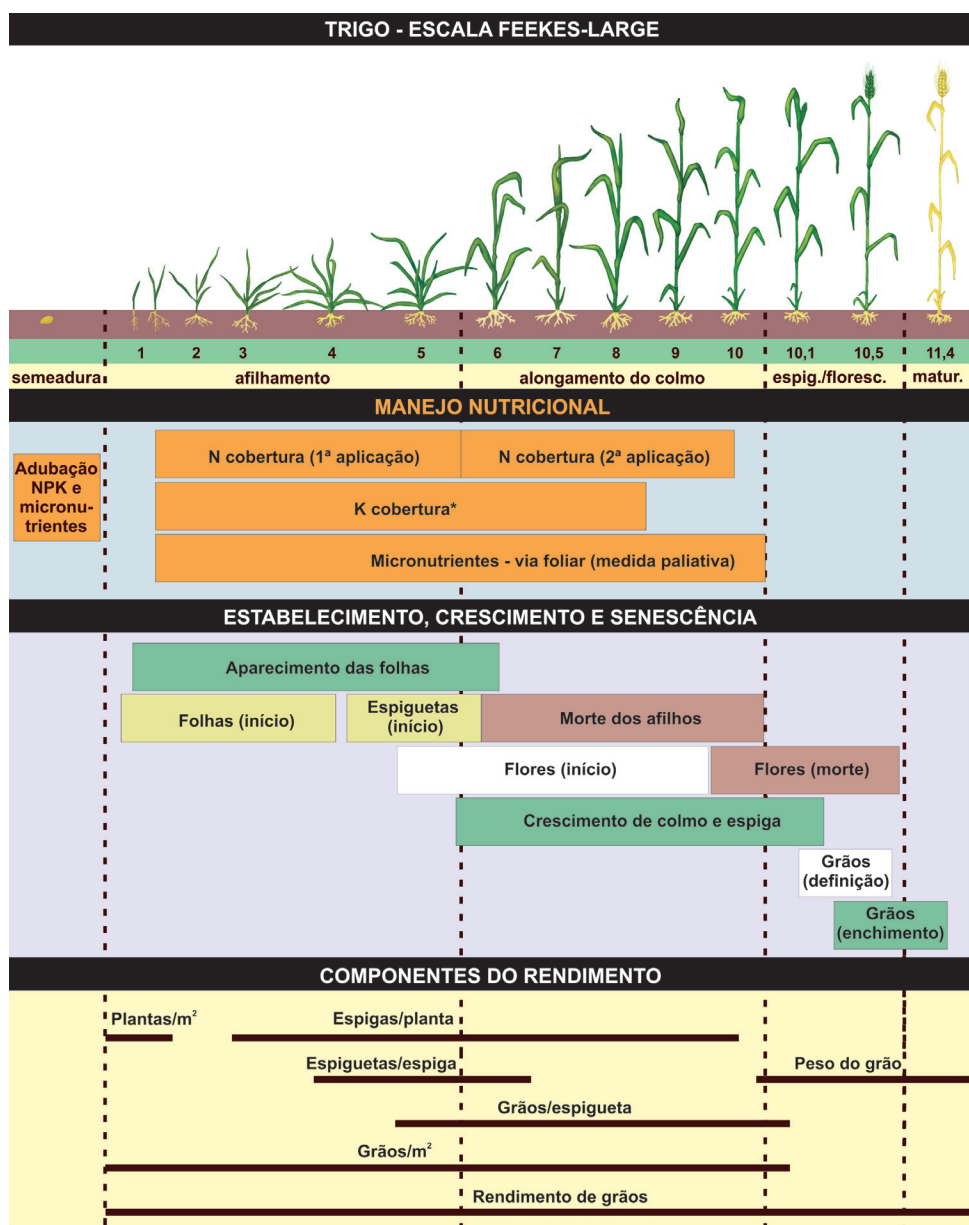 TRIGO - ESCALA FEEKES-LARGE
1 2 3 4 5 6 7 8 9 10 10,1 10,5 11,4
semeadura afilhamento alongamento do colmo espig./floresc. matur.
MANEJO NUTRICIONAL
Adubação
NPK e
micronu-
trientes
N cobertura (1ª aplicação)
N cobertura (2ª aplicação)
K cobertura*
Micronutrientes - via foliar (medida paliativa)
ESTABELECIMENTO, CRESCIMENTO E SENESCÊNCIA
Aparecimento das folhas
Folhas (início)
Espiguetas
(início)
Morte dos afilhos
Flores (início)
Flores (morte)
Crescimento de colmo e espiga
Grãos
(definição)
Grãos
(enchimento)
COMPONENTES DO RENDIMENTO
Plantas/m²
Espigas/planta
Espiguetas/espiga
Peso do grão
Grãos/espigueta
Grãos/m²
Rendimento de grãos